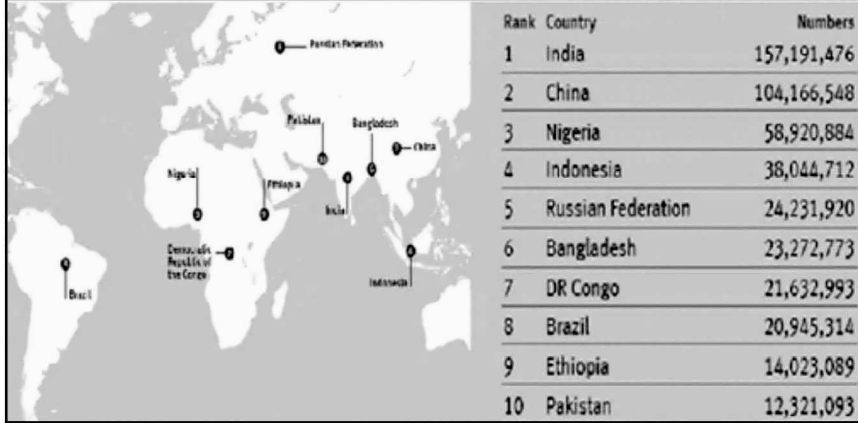 Russian Federation
Pakistan
Bangladesh
China
Nigeria
Ethiopia
India
Democratic
Republic of
the Congo
Brazil
Indonesia
Rank Country Numbers
1 India 157,191,476
2 China 104,166,548
3 Nigeria 58,920,884
4 Indonesia 38,044,712
5 Russian Federation 24,231,920
6 Bangladesh 23,272,773
7 DR Congo 21,632,993
8 Brazil 20,945,314
9 Ethiopia 14,023,089
10 Pakistan 12,321,093